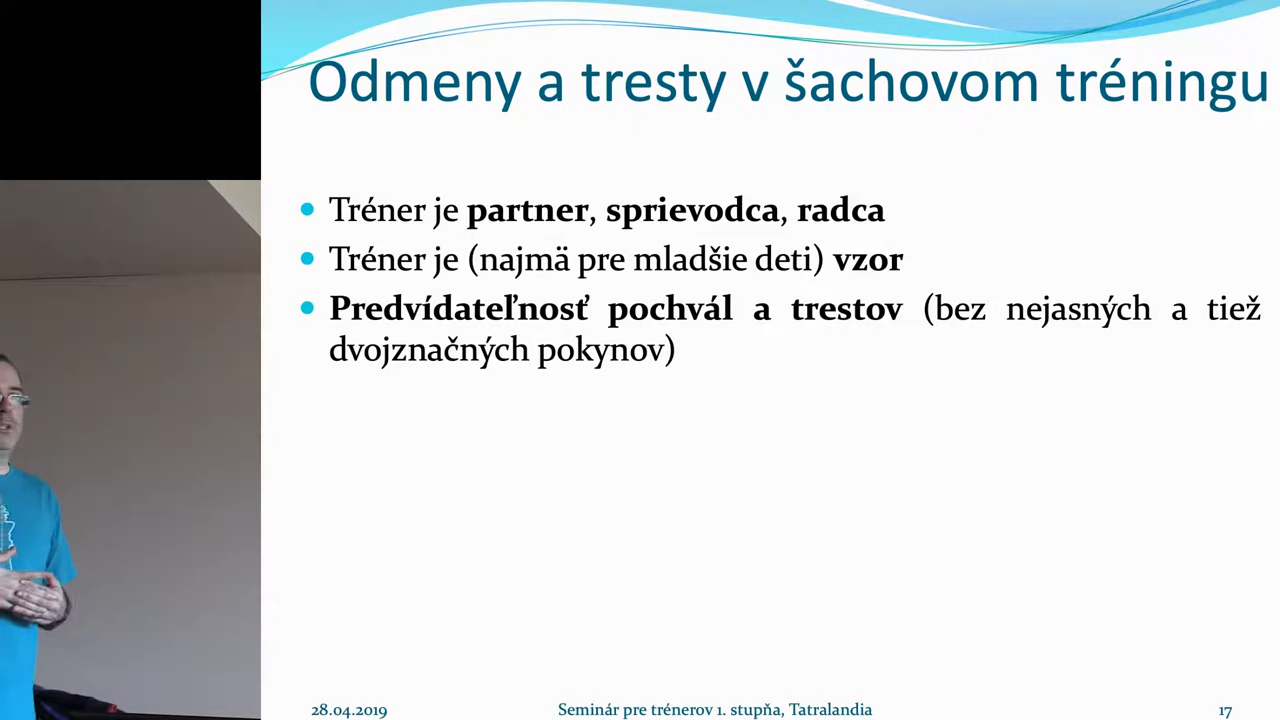 Odmeny a tresty v šachovom tréningu
• Tréner je partner, sprievodca, radca
• Tréner je (najmä pre mladšie deti) vzor
• Predvídateľnosť pochvál a trestov (bez nejasných a tiež
dvojznačných pokynov)
28.04.2019 Seminár pre trénerov 1. stupňa, Tatralandia 17